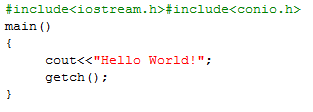 #include<iostream.h>#include<conio.h>
main()
{
cout<<"Hello World!";
getch();
}